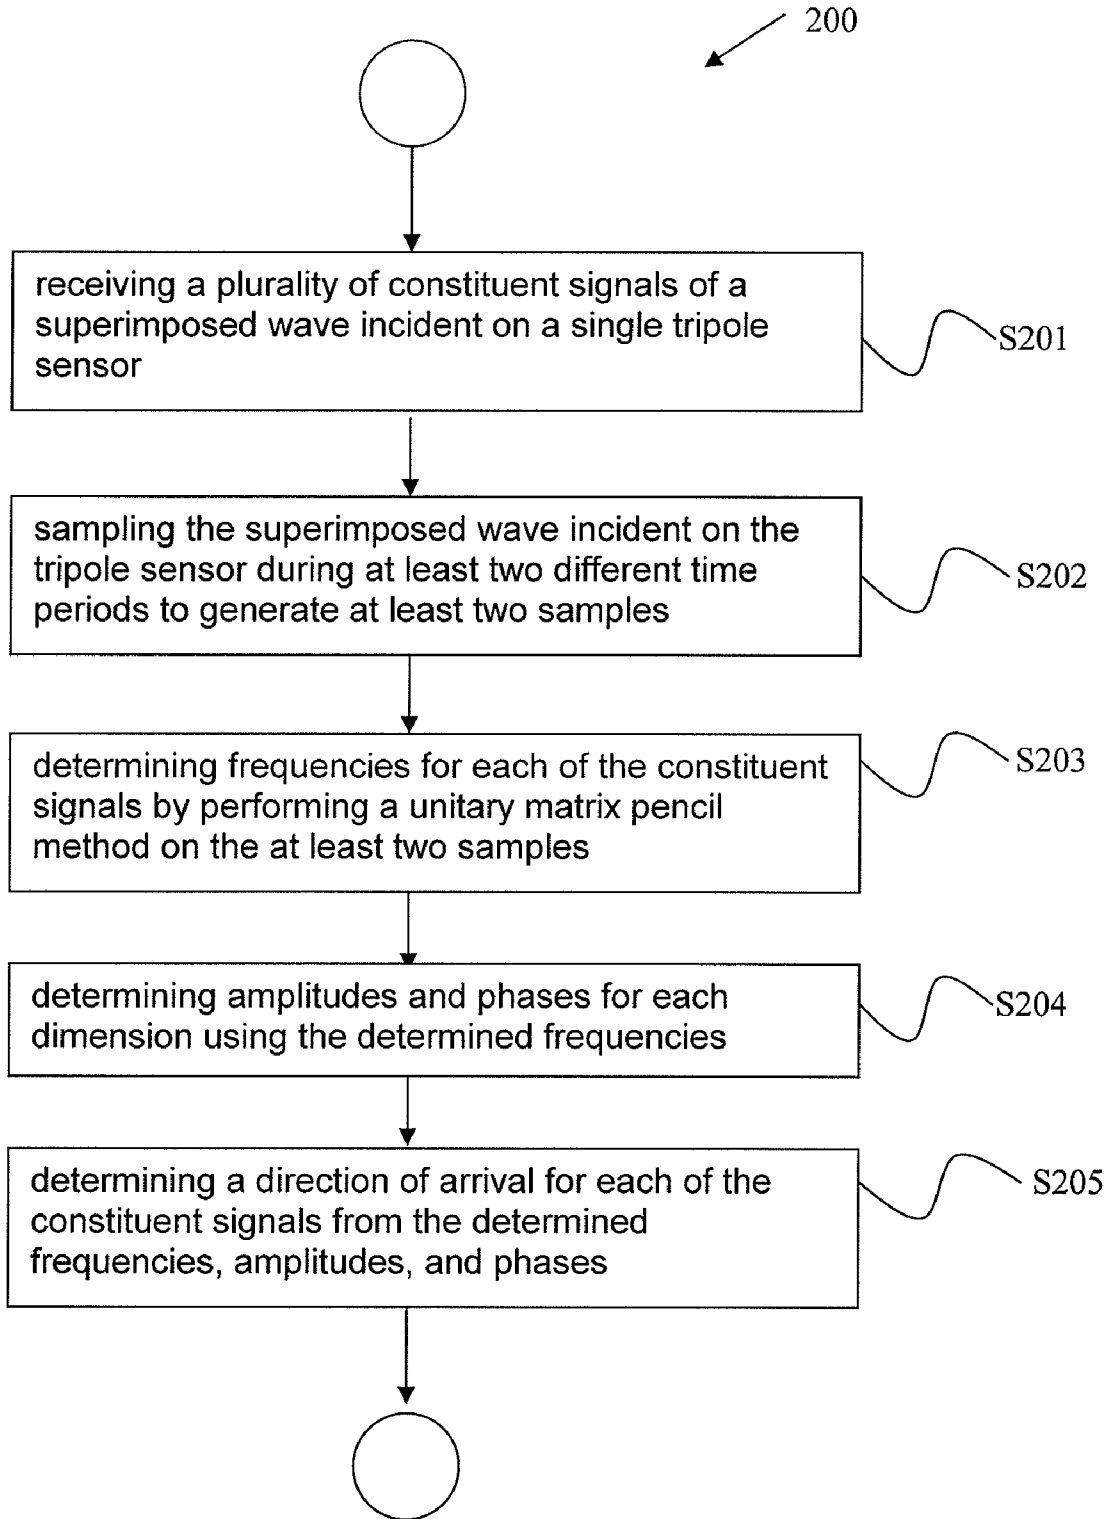 200
receiving a plurality of constituent signals of a
superimposed wave incident on a single tripole
sensor
S201
sampling the superimposed wave incident on the
tripole sensor during at least two different time
periods to generate at least two samples
S202
determining frequencies for each of the constituent
signals by performing a unitary matrix pencil
method on the at least two samples
S203
determining amplitudes and phases for each
dimension using the determined frequencies
S204
determining a direction of arrival for each of the
constituent signals from the determined
frequencies, amplitudes, and phases
S205